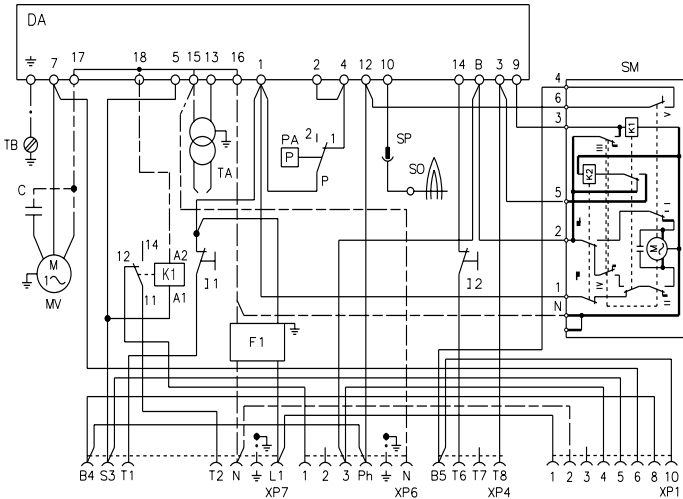 DA
SM
7 17 18 5 15 13 16 1 2 4 12 10 14 B 3 9
4
6
3
5
2
1
N
K1
K2
V
III
I
IV
II
M
TB
C
M
1
MV
12 14
11
A2
K1
A1
J1
TA
PA
P
2 1
P
SP
SO
J2
F1
B4 S3 T1 T2 N L1 1 2 3 Ph N B5 T6 T7 T8 1 2 3 4 5 6 8 10
XP7 XP6 XP4 XP1